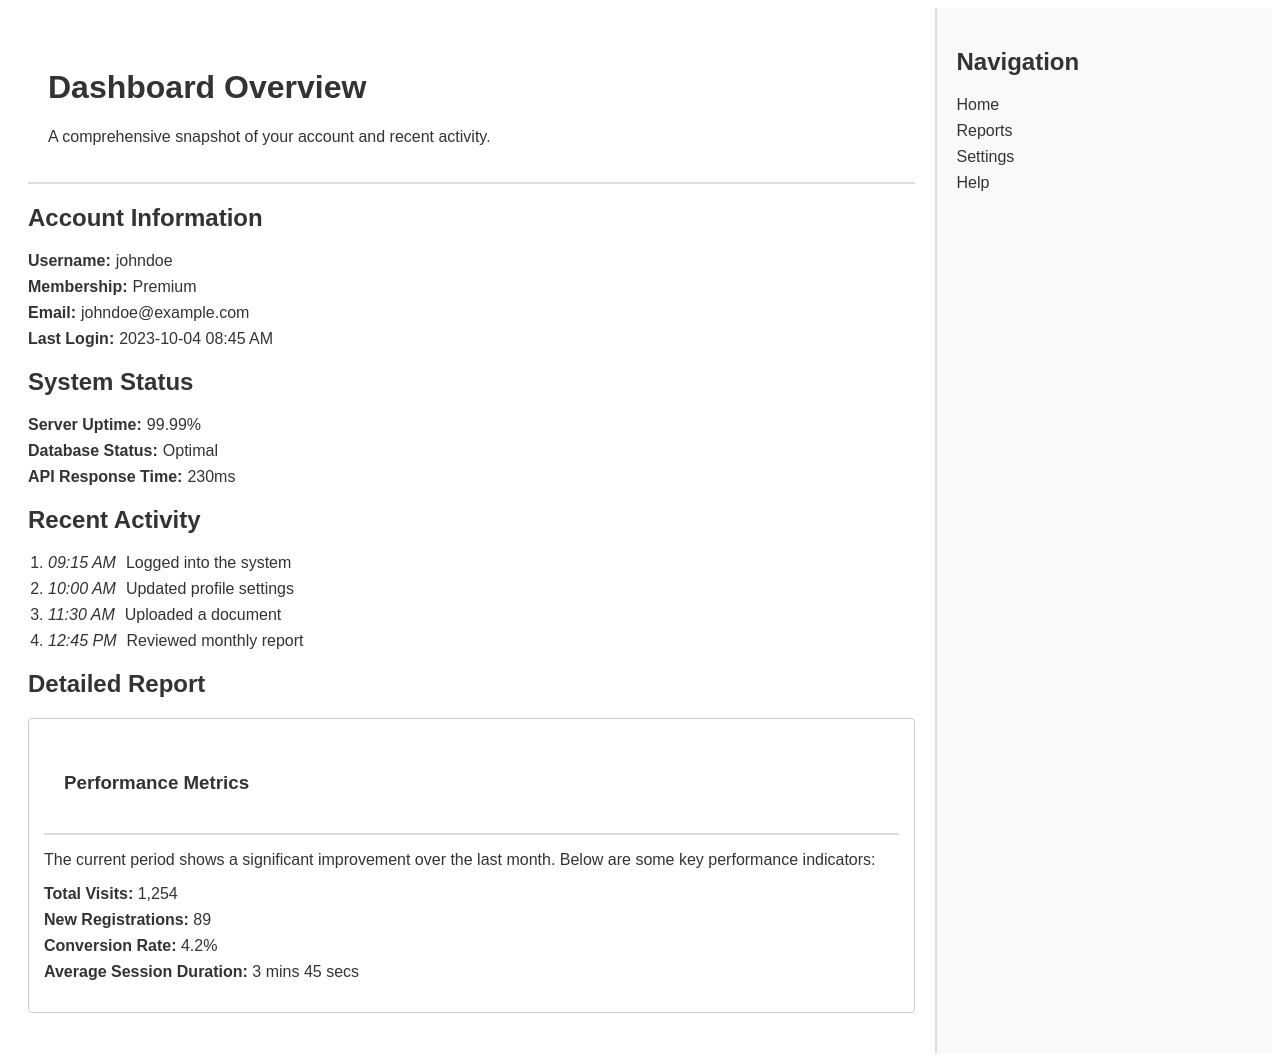 Dashboard Overview
A comprehensive snapshot of your account and recent activity.
Account Information
Username: johndoe
Membership: Premium
Email: johndoe@example.com
Last Login: 2023-10-04 08:45 AM
System Status
Server Uptime: 99.99%
Database Status: Optimal
API Response Time: 230ms
Recent Activity
1. 09:15 AM Logged into the system
2. 10:00 AM Updated profile settings
3. 11:30 AM Uploaded a document
4. 12:45 PM Reviewed monthly report
Detailed Report
Performance Metrics
The current period shows a significant improvement over the last month. Below are some key performance indicators:
Total Visits: 1,254
New Registrations: 89
Conversion Rate: 4.2%
Average Session Duration: 3 mins 45 secs
Navigation
Home
Reports
Settings
Help